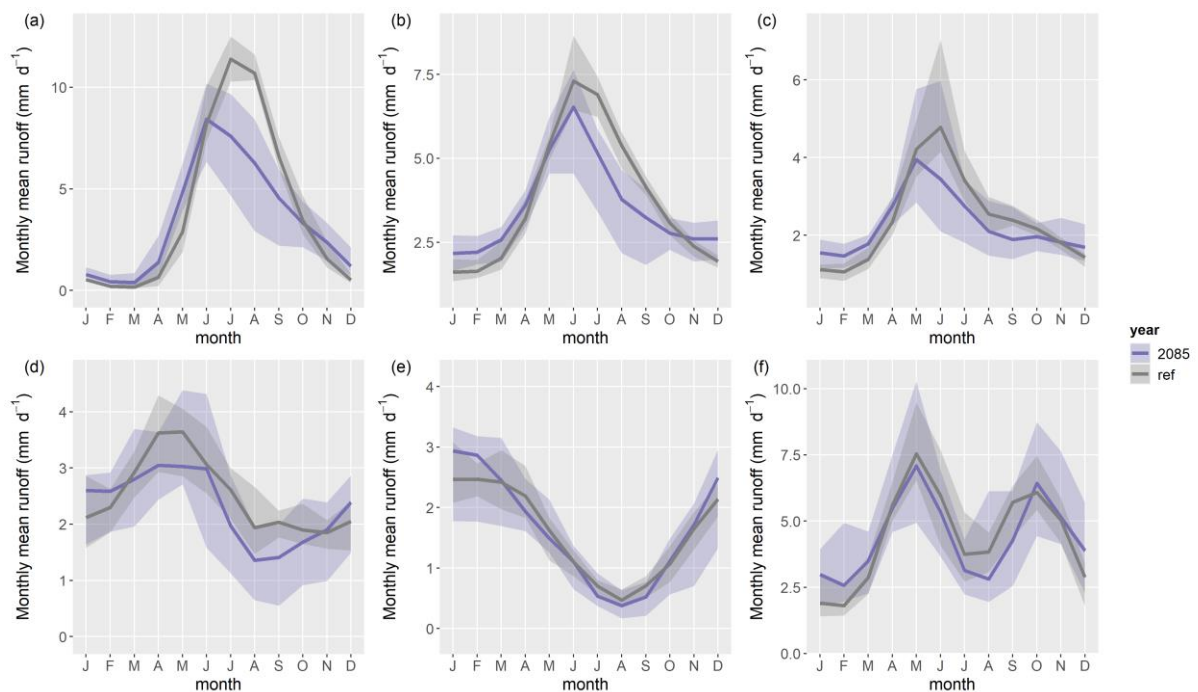 (a)
Monthly mean runoff (mm d⁻¹)
10
5
0
J F M A M J J A S O N D
month
(b)
Monthly mean runoff (mm d⁻¹)
7.5
5.0
2.5
J F M A M J J A S O N D
month
(c)
Monthly mean runoff (mm d⁻¹)
6
4
2
J F M A M J J A S O N D
month
year
2085
ref
(d)
Monthly mean runoff (mm d⁻¹)
4
3
2
1
0
J F M A M J J A S O N D
month
(e)
Monthly mean runoff (mm d⁻¹)
4
3
2
1
0
J F M A M J J A S O N D
month
(f)
Monthly mean runoff (mm d⁻¹)
10.0
7.5
5.0
2.5
0.0
J F M A M J J A S O N D
month